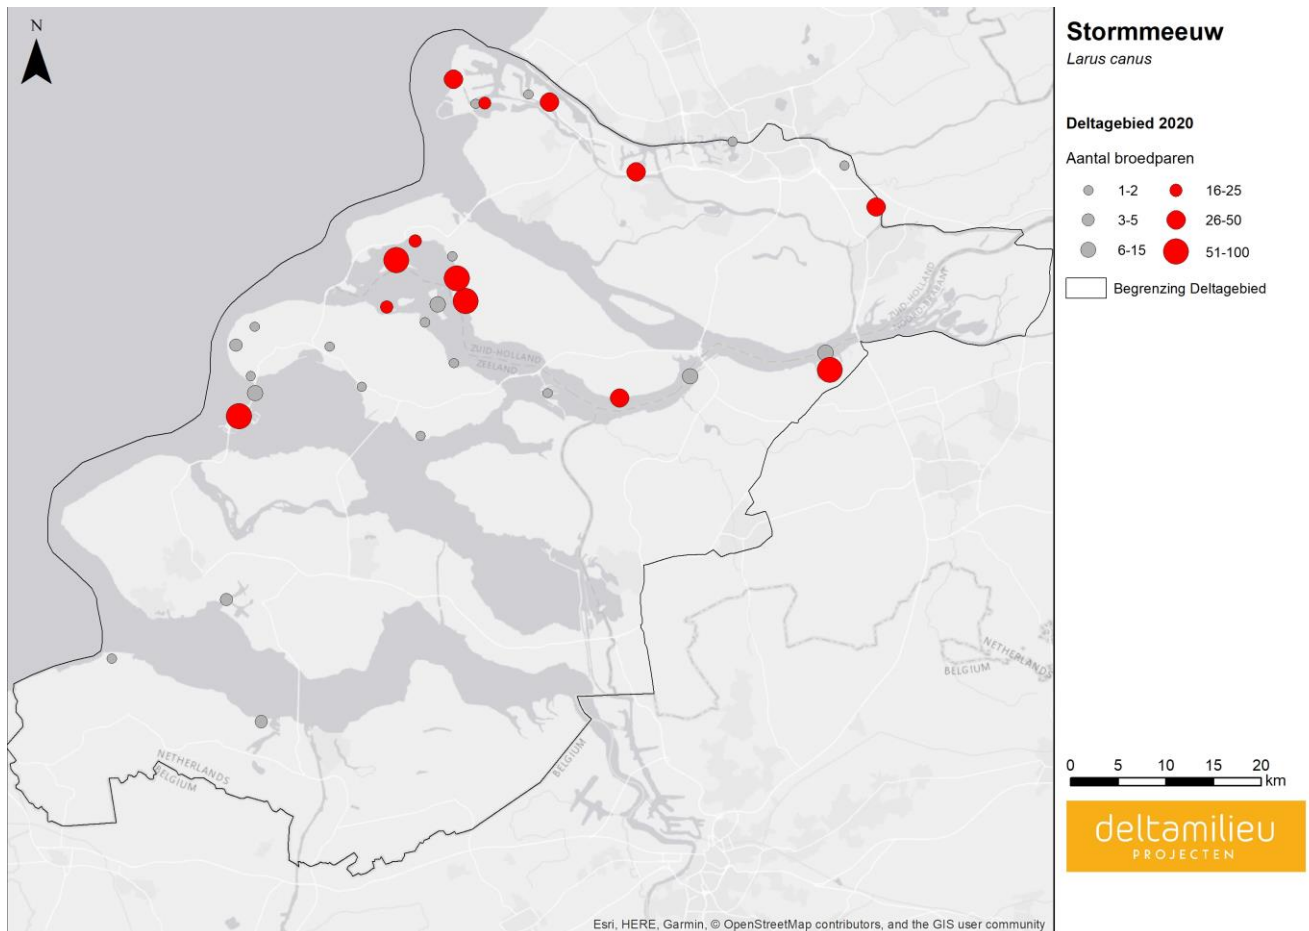 N
ZUID-HOLLAND
ZUID-HOLLAND
ZEELAND
NETHERLANDS
BELGIUM
NETHERLANDS
BELGIUM
BELGIUM
Esri, HERE, Garmin, © OpenStreetMap contributors, and the GIS user community
Stormmeeuw
Larus canus
Deltagebied 2020
Aantal broedparen
1-2 16-25
3-5 26-50
6-15 51-100
Begrenzing Deltagebied
0 5 10 15 20
km
deltamilieu
PROJECTEN